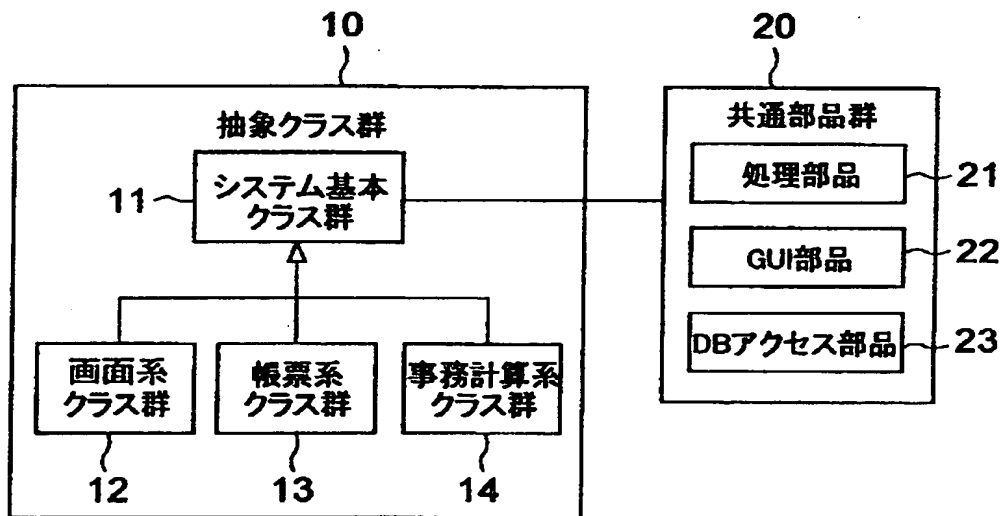 10
20
抽象クラス群
共通部品群
システム基本
クラス群
11
処理部品
21
GUI部品
22
DBアクセス部品
23
画面系
クラス群
帳票系
クラス群
事務計算系
クラス群
12
13
14